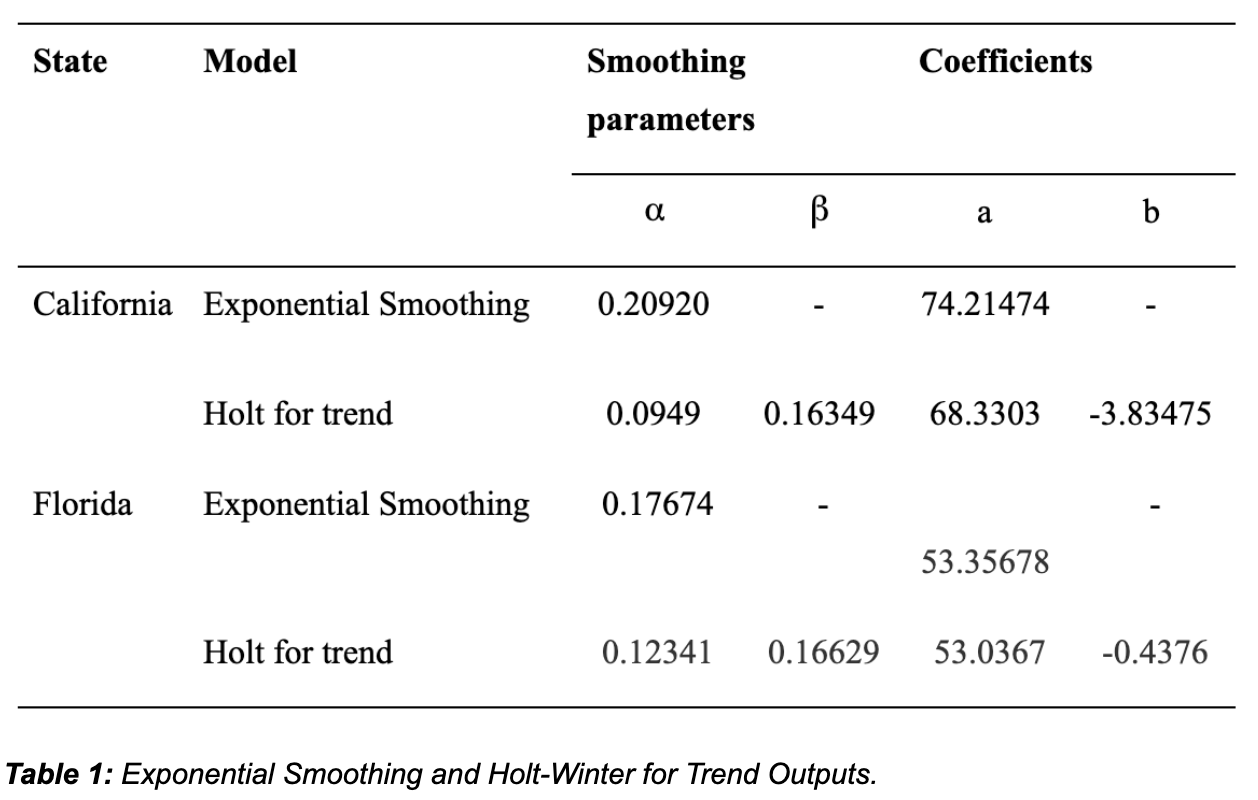 State Model Smoothing parameters Coefficients
α β a b
California Exponential Smoothing 0.20920 - 74.21474 -
Holt for trend 0.0949 0.16349 68.3303 -3.83475
Florida Exponential Smoothing 0.17674 - 53.35678 -
Holt for trend 0.12341 0.16629 53.0367 -0.4376
Table 1: Exponential Smoothing and Holt-Winter for Trend Outputs.